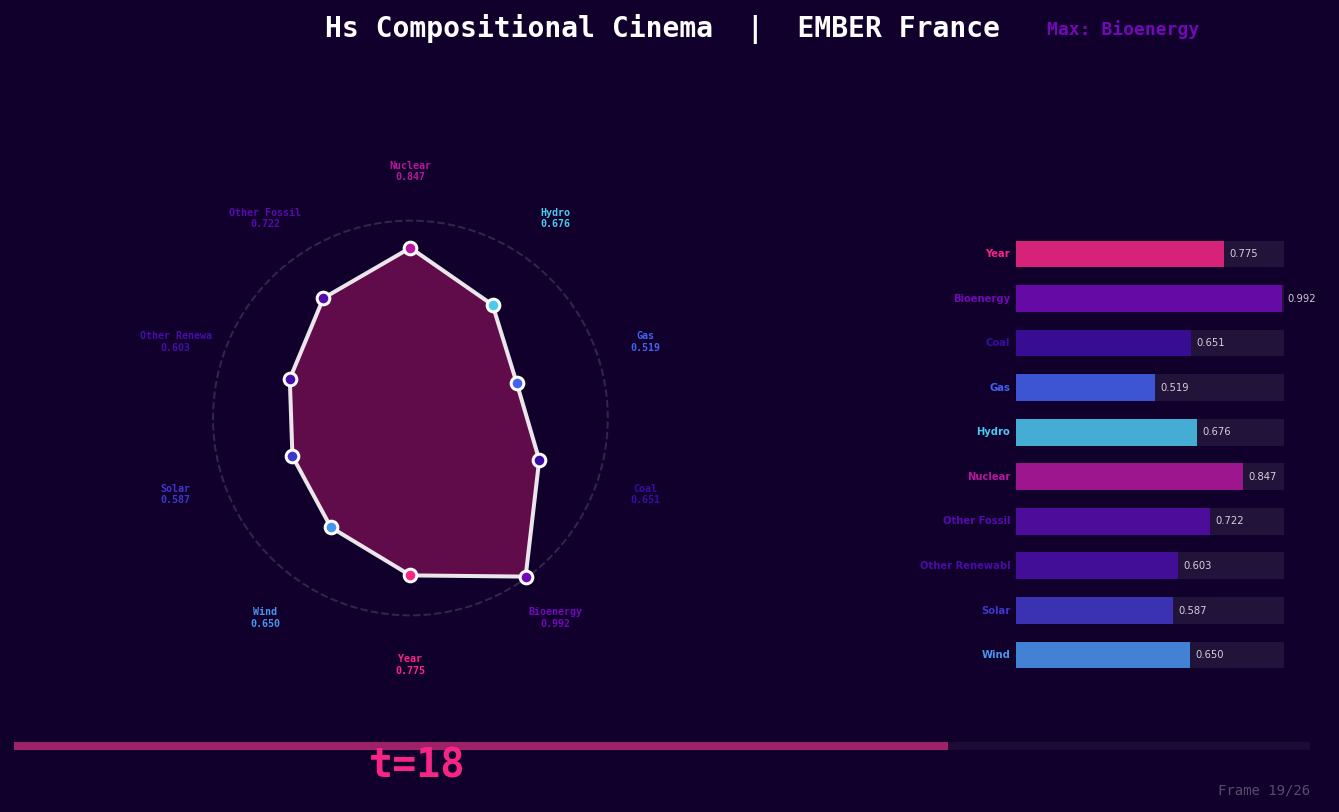 Hs Compositional Cinema | EMBER France
Max: Bioenergy
Nuclear
0.847
Other Fossil
0.722
Hydro
0.676
Other Renewa
0.603
Gas
0.519
Solar
0.587
Coal
0.651
Wind
0.650
Bioenergy
0.992
Year
0.775
Year 0.775
Bioenergy 0.992
Coal 0.651
Gas 0.519
Hydro 0.676
Nuclear 0.847
Other Fossil 0.722
Other Renewabl 0.603
Solar 0.587
Wind 0.650
t=18
Frame 19/26